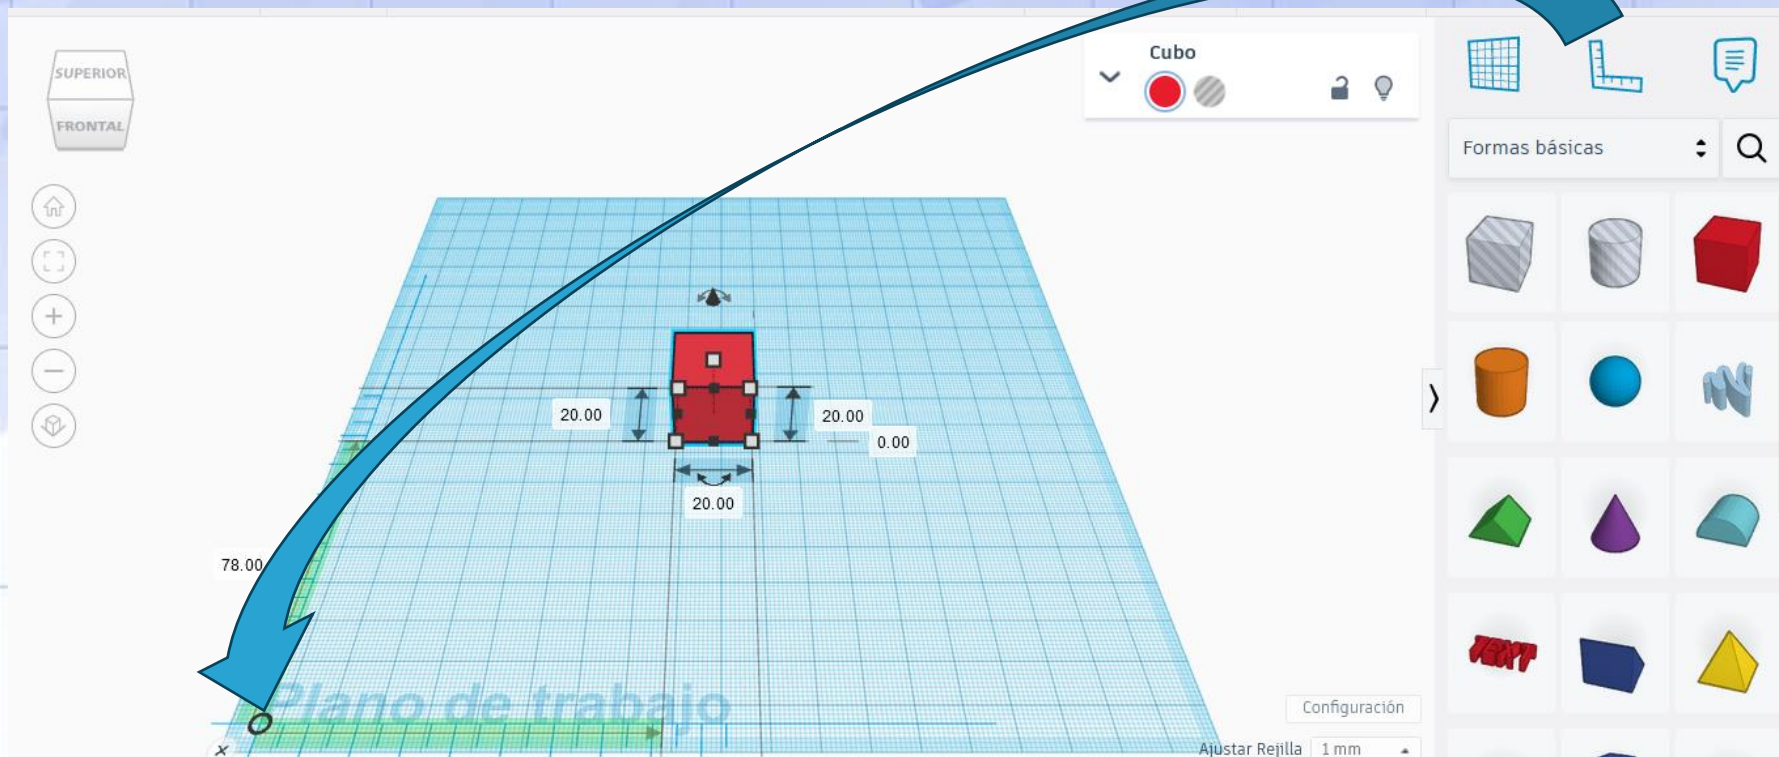 SUPERIOR
FRONTAL
Cubo
Formas básicas
20.00
20.00
0.00
20.00
78.00
Plano de trabajo
TEXT
Configuración
Ajustar Rejilla 1 mm